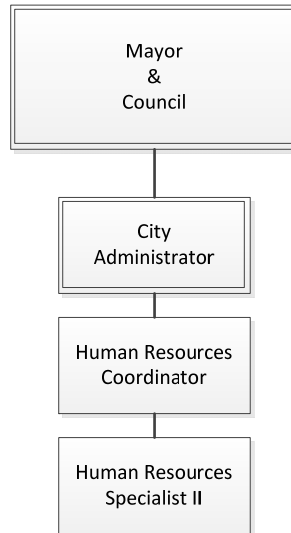 Mayor
&
Council
City
Administrator
Human Resources
Coordinator
Human Resources
Specialist II